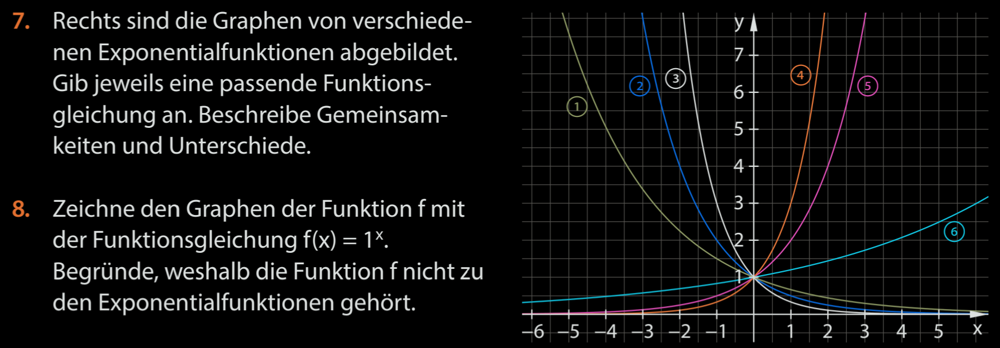 7. Rechts sind die Graphen von verschiede-
nen Exponentialfunktionen abgebildet.
Gib jeweils eine passende Funktions-
gleichung an. Beschreibe Gemeinsam-
keiten und Unterschiede.
8. Zeichne den Graphen der Funktion f mit
der Funktionsgleichung f(x) = 1ˣ.
Begründe, weshalb die Funktion f nicht zu
den Exponentialfunktionen gehört.
y
7
6
5
4
3
2
1
① ② ③ ④ ⑤ ⑥
−6 −5 −4 −3 −2 −1 1 2 3 4 5 x